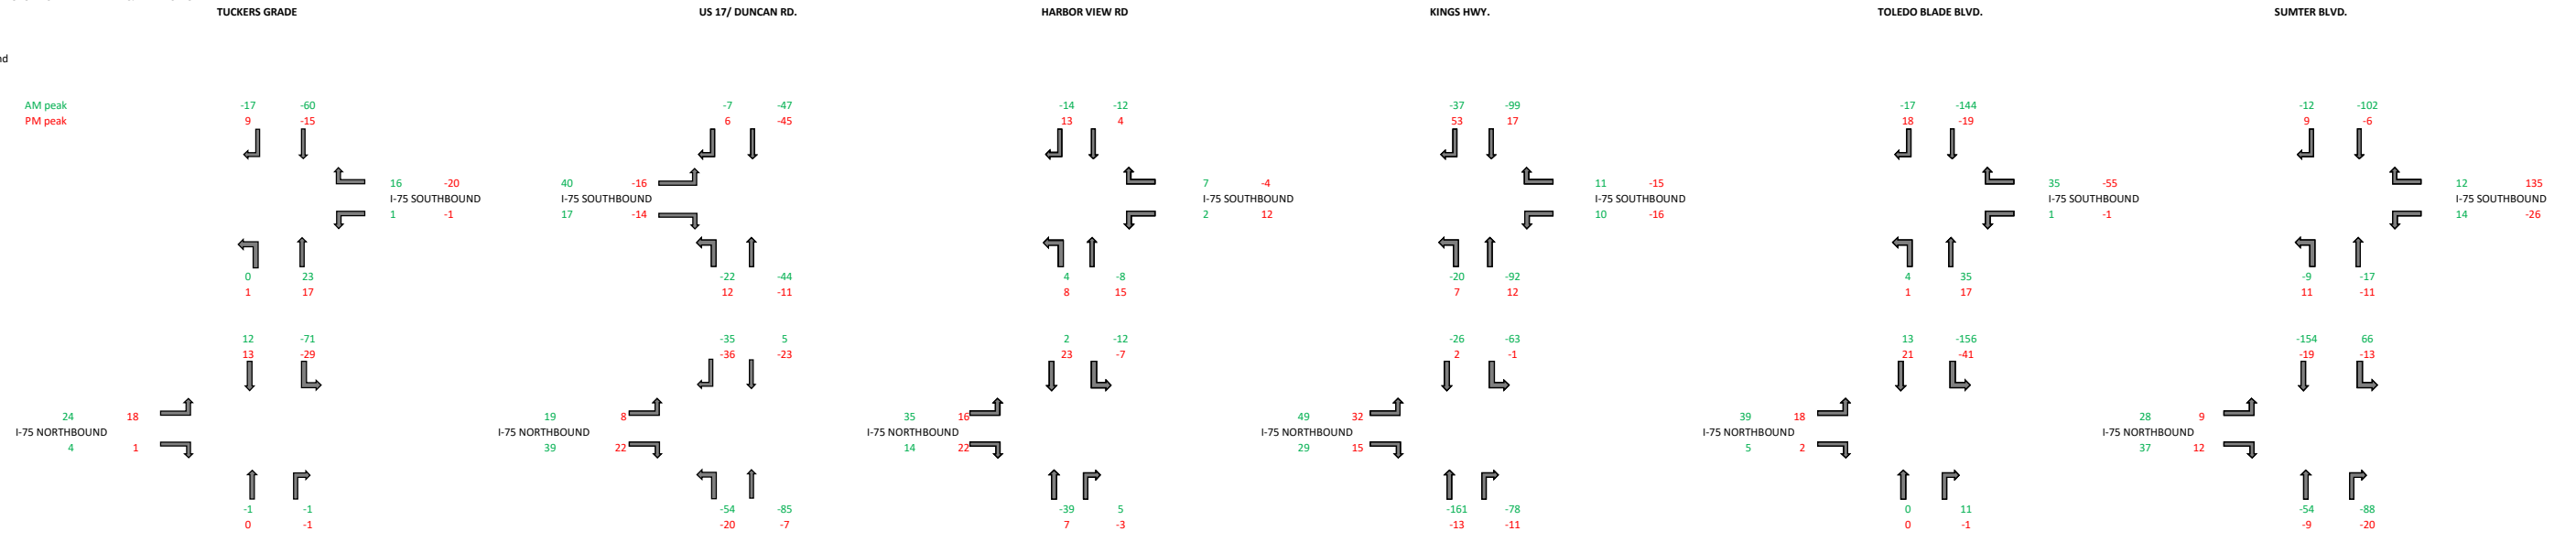 TUCKERS GRADE US 17/ DUNCAN RD. HARBOR VIEW RD KINGS HWY. TOLEDO BLADE BLVD. SUMTER BLVD.
nd
AM peak -17 -60 -7 -47 -14 -12 -37 -99 -17 -144 -12 -102
PM peak 9 -15 6 -45 13 4 53 17 18 -19 9 -6
16 -20 40 -16 7 -4 11 -15 35 -55 12 135
I-75 SOUTHBOUND I-75 SOUTHBOUND I-75 SOUTHBOUND I-75 SOUTHBOUND I-75 SOUTHBOUND I-75 SOUTHBOUND
1 -1 17 -14 2 12 10 -16 1 -1 14 -26
0 23 -22 -44 4 -8 -20 -92 4 35 -9 -17
1 17 12 -11 8 15 7 12 1 17 11 -11
12 -71 -35 5 2 -12 -26 -63 13 -156 -154 66
13 -29 -36 -23 23 -7 2 -1 21 -41 -19 -13
24 18 19 8 35 16 49 32 39 18 28 9
I-75 NORTHBOUND I-75 NORTHBOUND I-75 NORTHBOUND I-75 NORTHBOUND I-75 NORTHBOUND I-75 NORTHBOUND
4 1 39 22 14 22 29 15 5 2 37 12
-1 -1 -54 -85 -39 5 -161 -78 0 11 -54 -88
0 -1 -20 -7 7 -3 -13 -11 0 -1 -9 -20